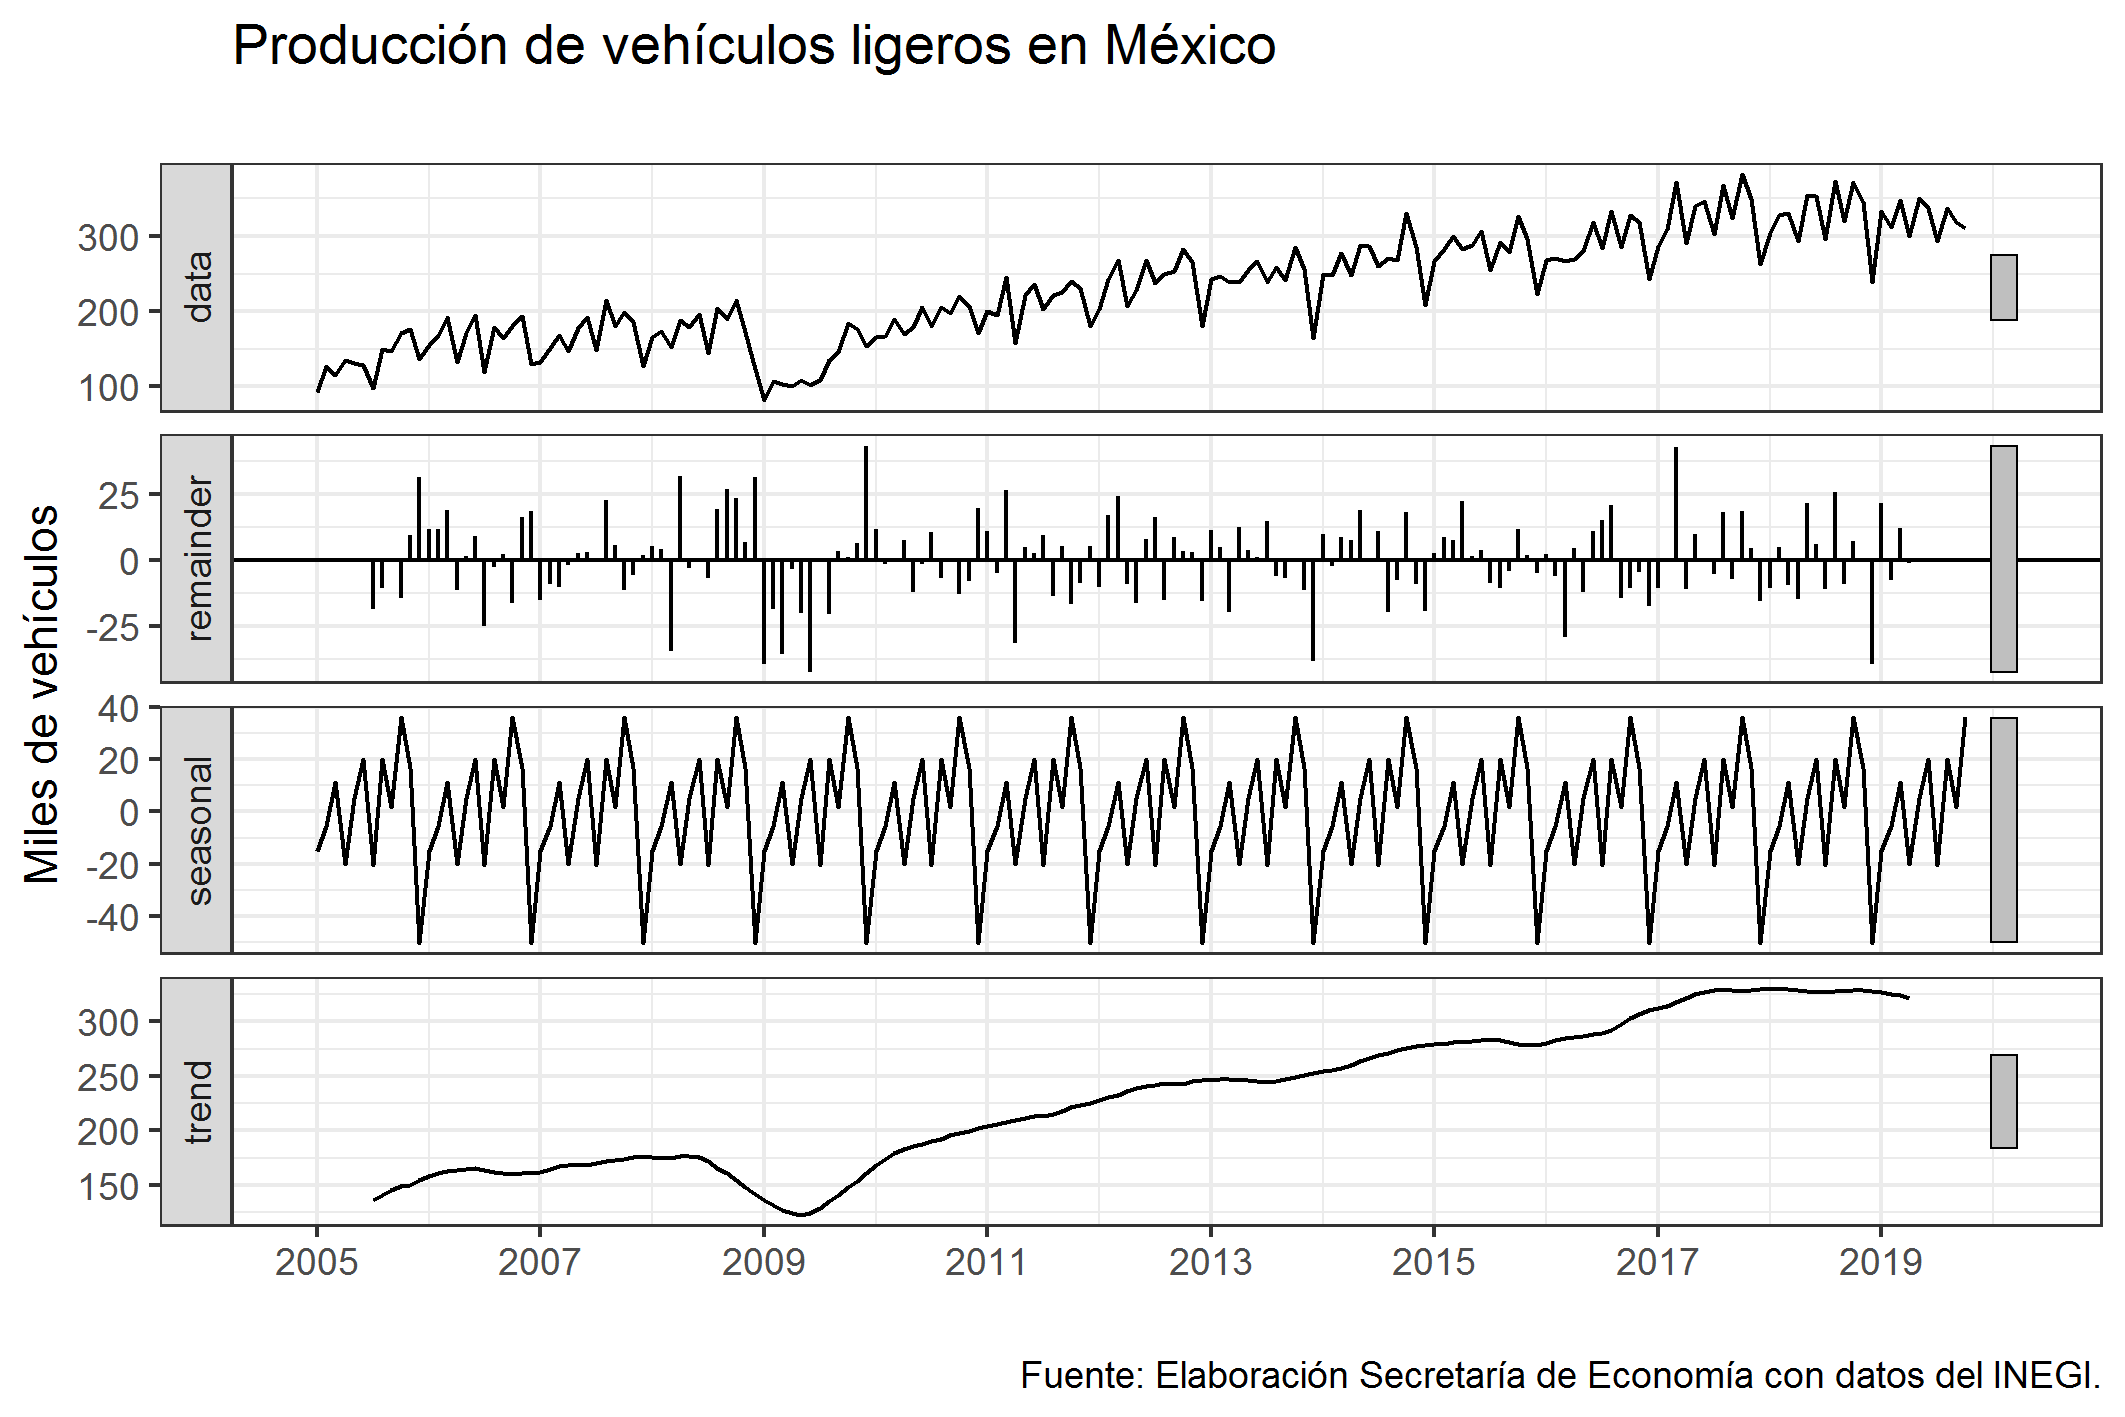 Producción de vehículos ligeros en México
Miles de vehículos
data
300
200
100
remainder
25
0
-25
seasonal
40
20
0
-20
-40
trend
300
250
200
150
2005 2007 2009 2011 2013 2015 2017 2019
Fuente: Elaboración Secretaría de Economía con datos del INEGI.